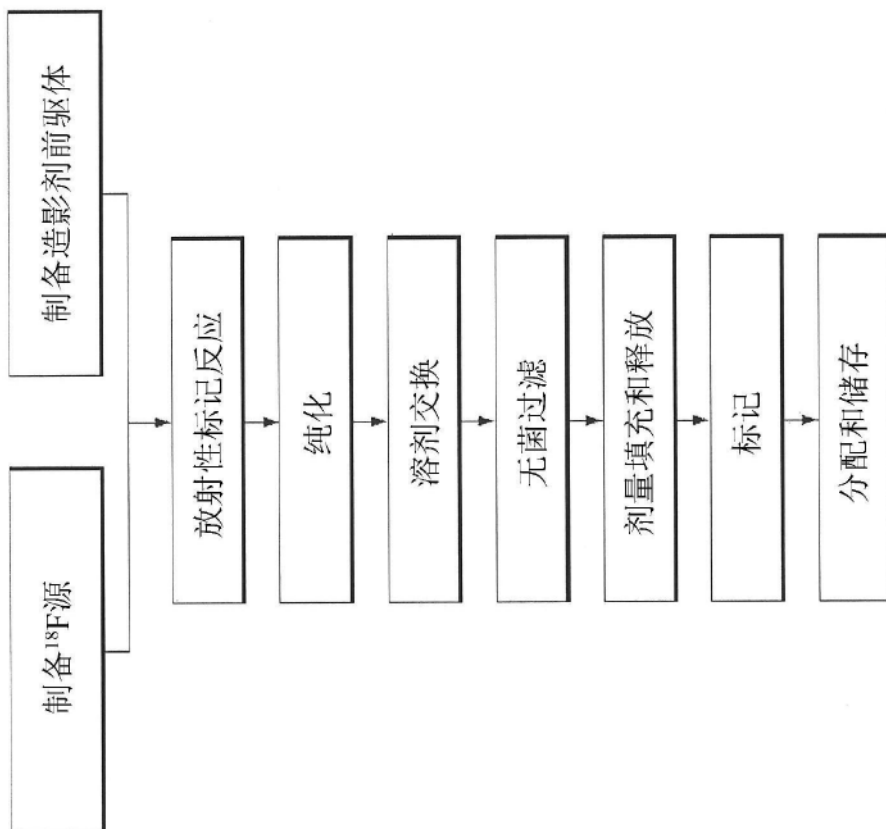 制备造影剂前驱体
制备¹⁸F源
放射性标记反应
纯化
溶剂交换
无菌过滤
剂量填充和释放
标记
分配和储存